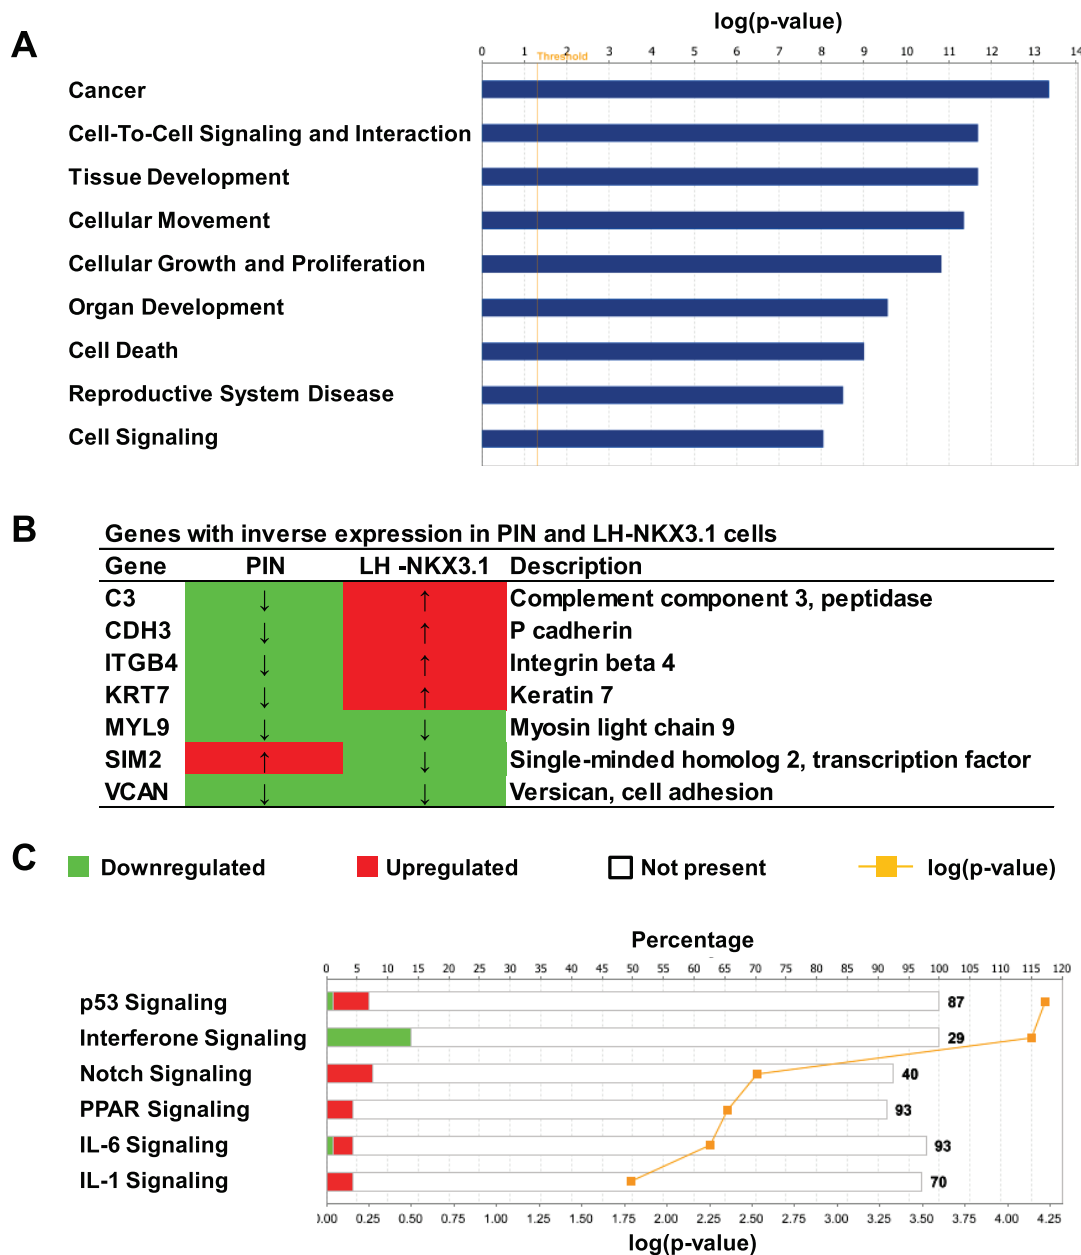 A
log(p-value)
0 1 2 3 4 5 6 7 8 9 10 11 12 13 14
Threshold
Cancer
Cell-To-Cell Signaling and Interaction
Tissue Development
Cellular Movement
Cellular Growth and Proliferation
Organ Development
Cell Death
Reproductive System Disease
Cell Signaling
B
Genes with inverse expression in PIN and LH-NKX3.1 cells
Gene PIN LH -NKX3.1 Description
C3 ↓ ↑ Complement component 3, peptidase
CDH3 ↓ ↑ P cadherin
ITGB4 ↓ ↑ Integrin beta 4
KRT7 ↓ ↑ Keratin 7
MYL9 ↓ ↓ Myosin light chain 9
SIM2 ↑ ↓ Single-minded homolog 2, transcription factor
VCAN ↓ ↓ Versican, cell adhesion
C
Downregulated Upregulated Not present log(p-value)
Percentage
0 5 10 15 20 25 30 35 40 45 50 55 60 65 70 75 80 85 90 95 100 105 110 115 120
p53 Signaling 87
Interferone Signaling 29
Notch Signaling 40
PPAR Signaling 93
IL-6 Signaling 93
IL-1 Signaling 70
0.00 0.25 0.50 0.75 1.00 1.25 1.50 1.75 2.00 2.25 2.50 2.75 3.00 3.25 3.50 3.75 4.00 4.25
log(p-value)